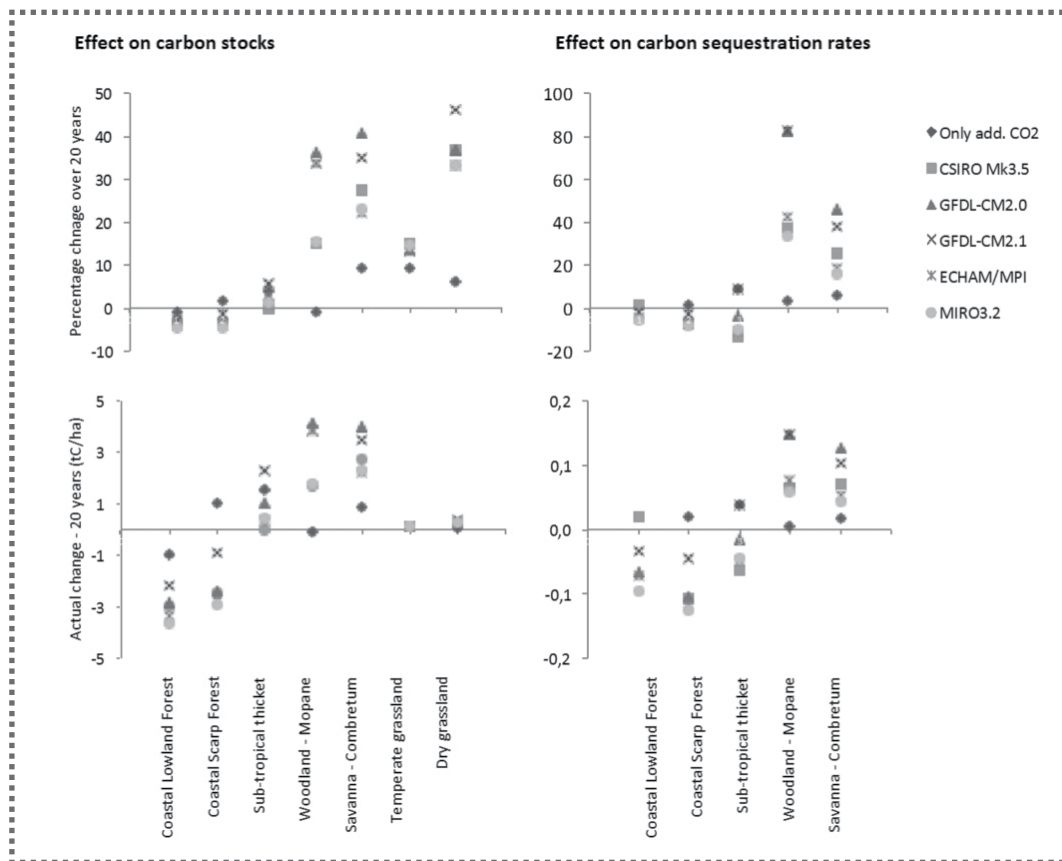 Effect on carbon stocks
Effect on carbon sequestration rates
Percentage chnage over 20 years
50
40
30
20
10
0
-10
100
80
60
40
20
0
-20
Only add. CO2
CSIRO Mk3.5
GFDL-CM2.0
GFDL-CM2.1
ECHAM/MPI
MIRO3.2
Actual change - 20 years (tC/ha)
5
3
1
-1
-3
-5
0,2
0,1
0,0
-0,1
-0,2
Coastal Lowland Forest
Coastal Scarp Forest
Sub-tropical thicket
Woodland - Mopane
Savanna - Combretum
Temperate grassland
Dry grassland
Coastal Lowland Forest
Coastal Scarp Forest
Sub-tropical thicket
Woodland - Mopane
Savanna - Combretum